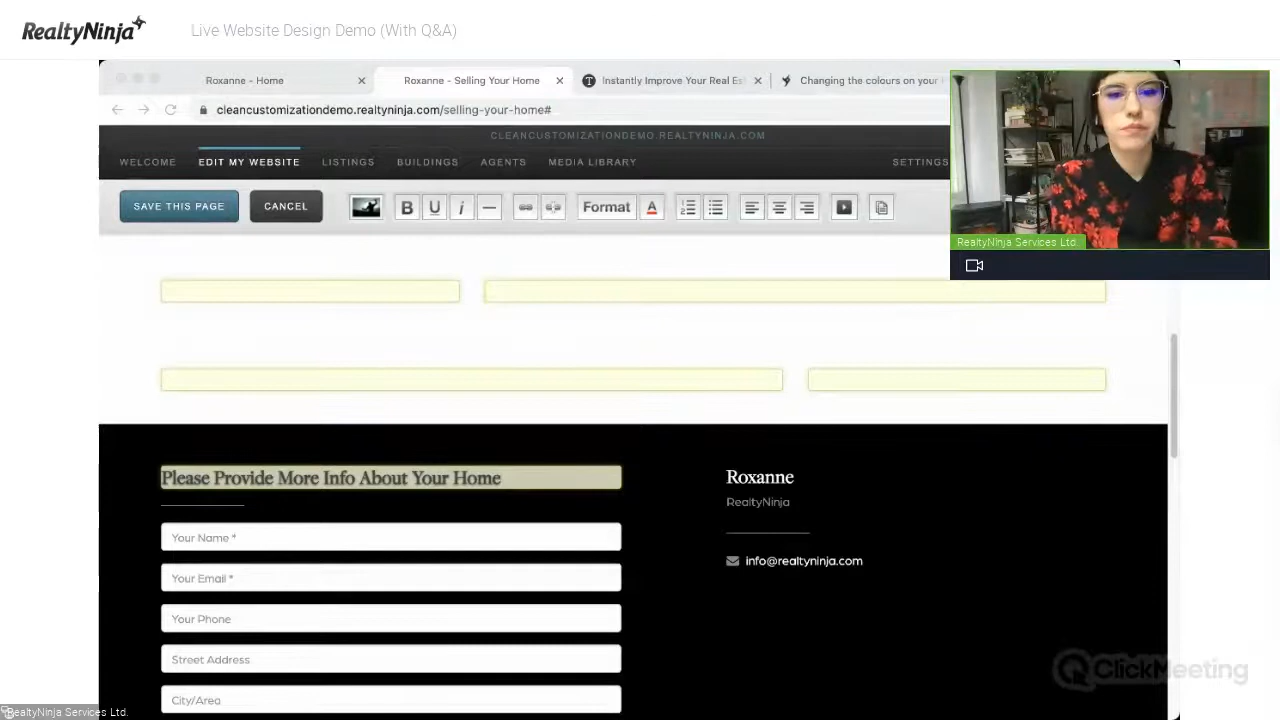 RealtyNinja
Live Website Design Demo (With Q&A)
Roxanne - Home
Roxanne - Selling Your Home
Instantly Improve Your Real Es
Changing the colours on your
cleancustomizationdemo.realtyninja.com/selling-your-home#
CLEANCUSTOMIZATIONDEMO.REALTYNINJA.COM
WELCOME
EDIT MY WEBSITE
LISTINGS
BUILDINGS
AGENTS
MEDIA LIBRARY
SETTINGS
SAVE THIS PAGE
CANCEL
B
U
i
Format
A
RealtyNinja Services Ltd.
Please Provide More Info About Your Home
Your Name *
Your Email *
Your Phone
Street Address
City/Area
Roxanne
RealtyNinja
info@realtyninja.com
ClickMeeting
RealtyNinja Services Ltd.